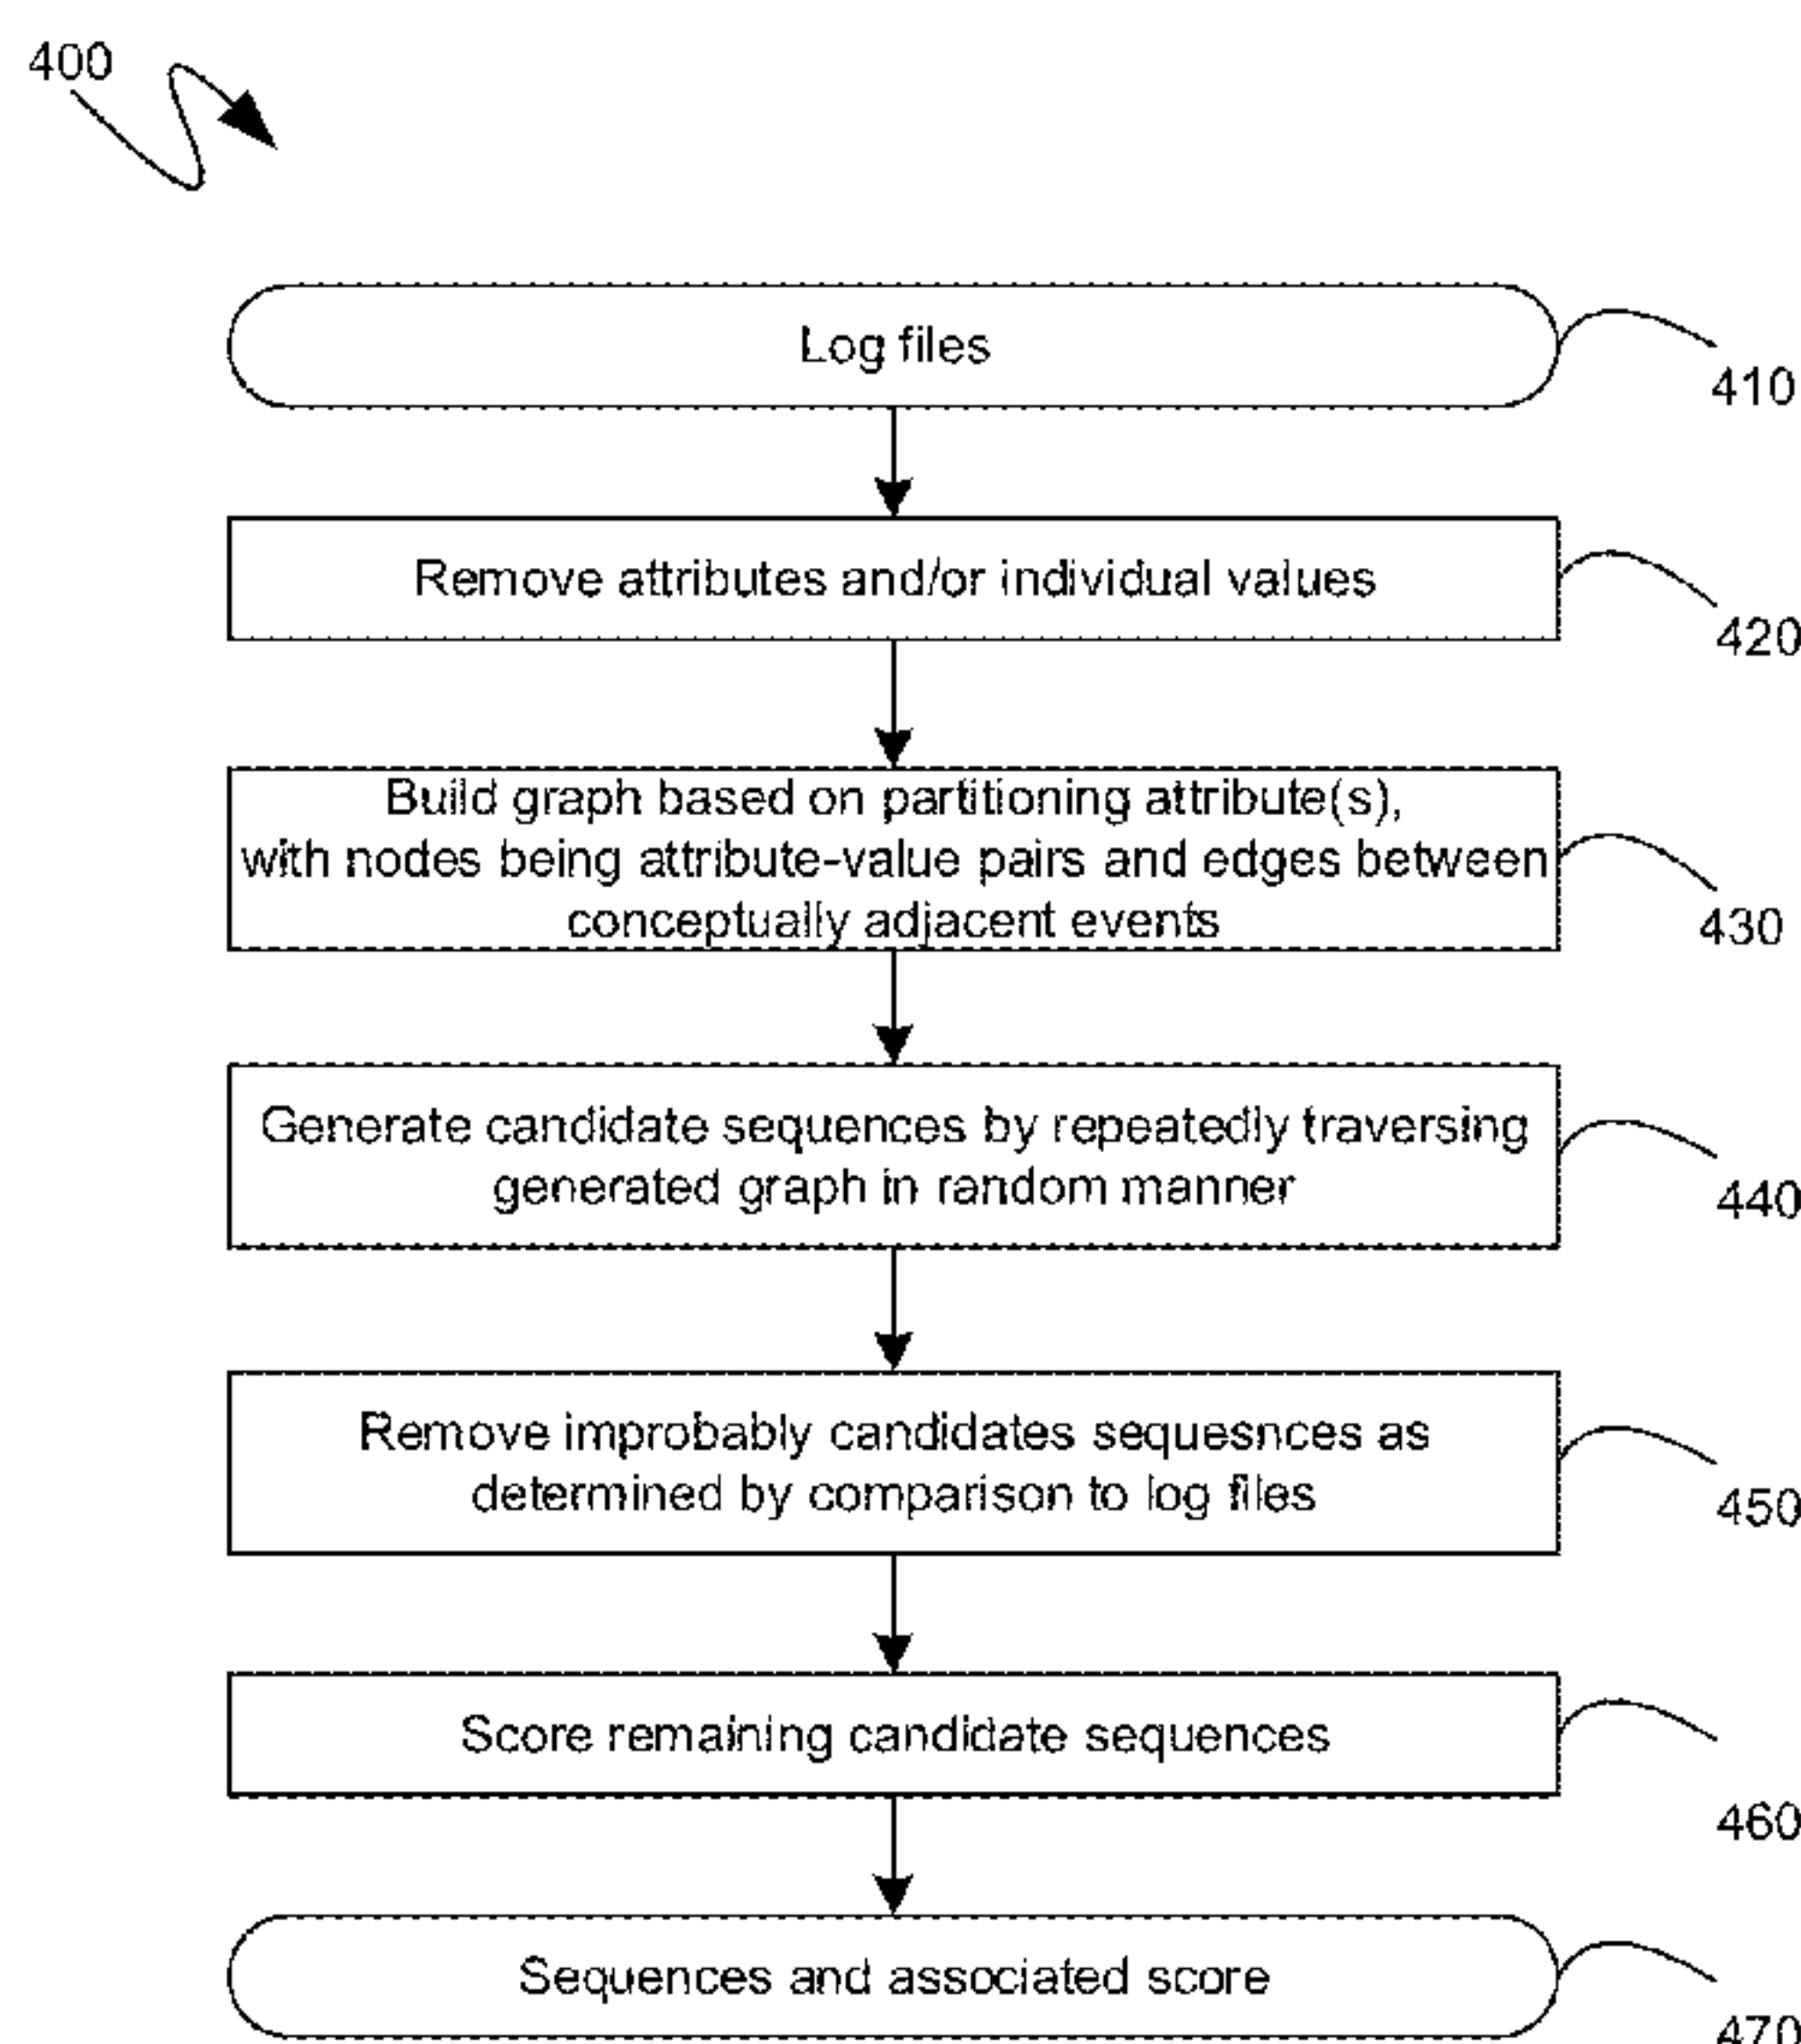 400
Log files
410
Remove attributes and/or individual values
420
Build graph based on partitioning attribute(s),
with nodes being attribute-value pairs and edges between
conceptually adjacent events
430
Generate candidate sequences by repeatedly traversing
generated graph in random manner
440
Remove improbably candidates sequesnces as
determined by comparison to log files
450
Score remaining candidate sequences
460
Sequences and associated score
470